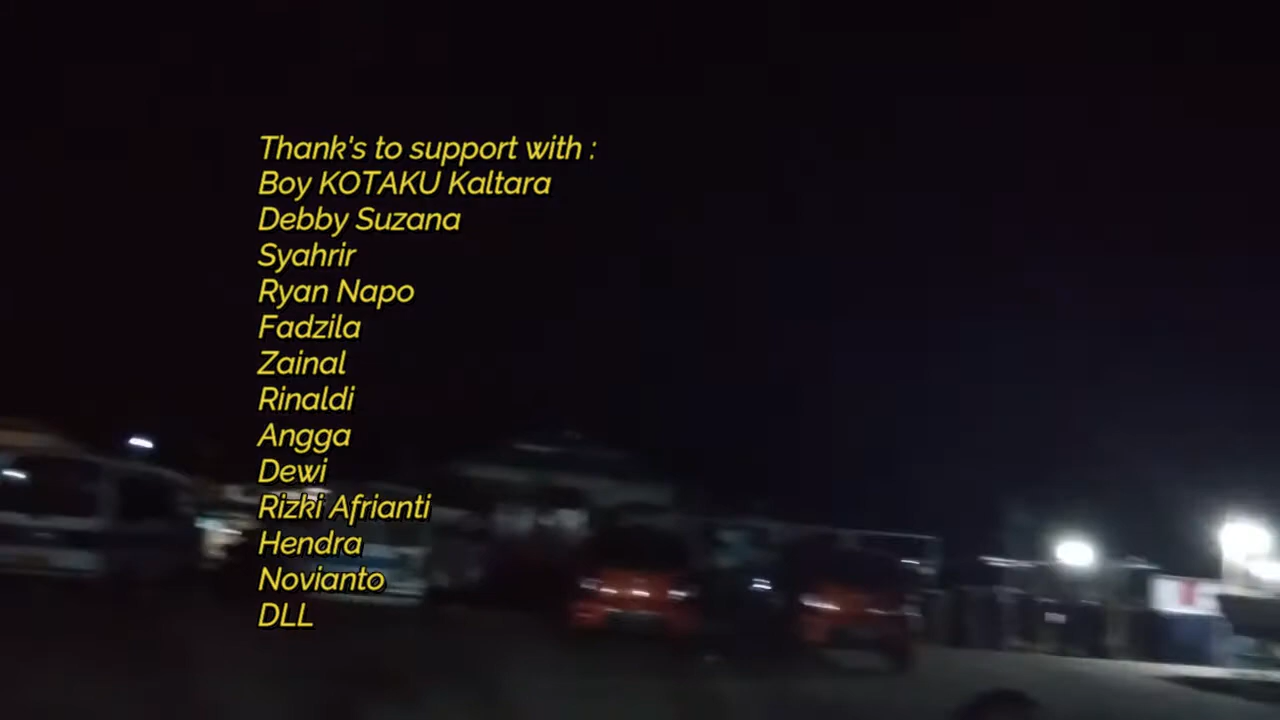 Thank's to support with :
Boy KOTAKU Kaltara
Debby Suzana
Syahrir
Ryan Napo
Fadzila
Zainal
Rinaldi
Angga
Dewi
Rizki Afrianti
Hendra
Novianto
DLL